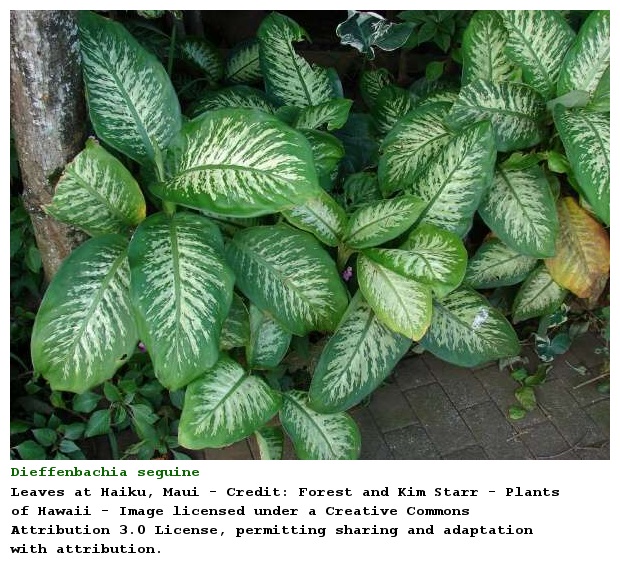 Dieffenbachia seguine
Leaves at Haiku, Maui - Credit: Forest and Kim Starr - Plants
of Hawaii - Image licensed under a Creative Commons
Attribution 3.0 License, permitting sharing and adaptation
with attribution.